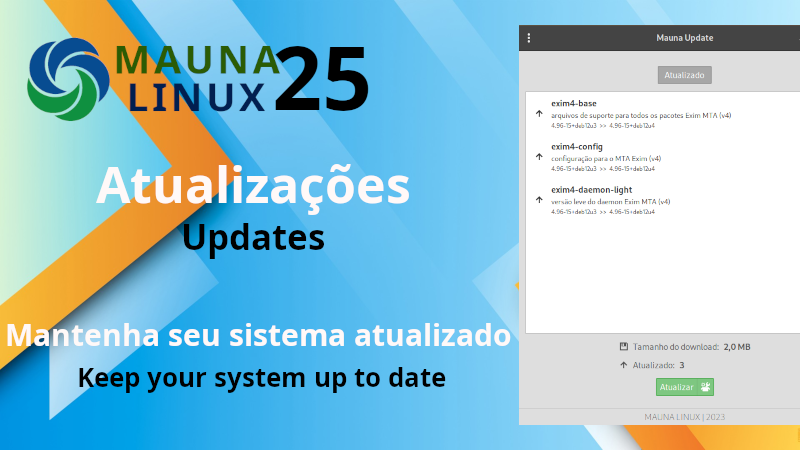 MAUNA
LINUX
25
Atualizações
Updates
Mantenha seu sistema atualizado
Keep your system up to date
Mauna Update
Atualizado
exim4-base
arquivos de suporte para todos os pacotes Exim MTA (v4)
4.96-15+deb12u3 >> 4.96-15+deb12u4
exim4-config
configuração para o MTA Exim (v4)
4.96-15+deb12u3 >> 4.96-15+deb12u4
exim4-daemon-light
versão leve do daemon Exim MTA (v4)
4.96-15+deb12u3 >> 4.96-15+deb12u4
Tamanho do download: 2,0 MB
Atualizado: 3
Atualizar
MAUNA LINUX | 2023